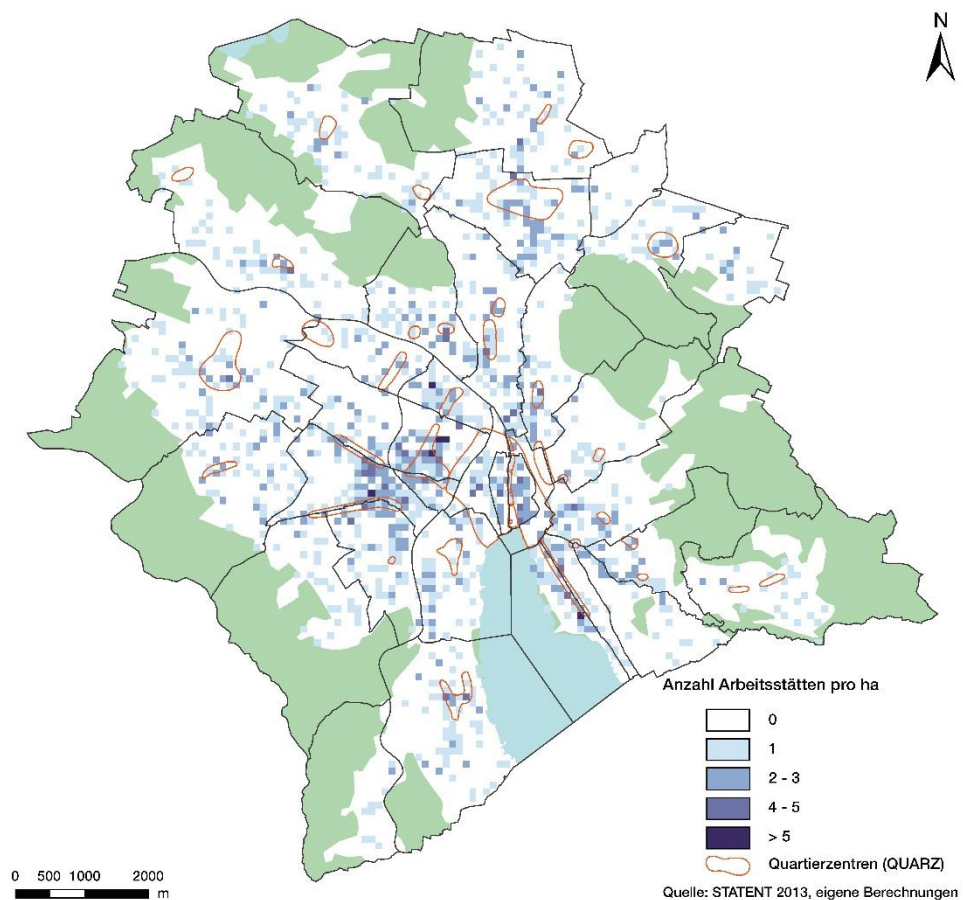 N
Anzahl Arbeitsstätten pro ha
0
1
2 - 3
4 - 5
> 5
Quartierzentren (QUARZ)
0 500 1000 2000
m
Quelle: STATENT 2013, eigene Berechnungen